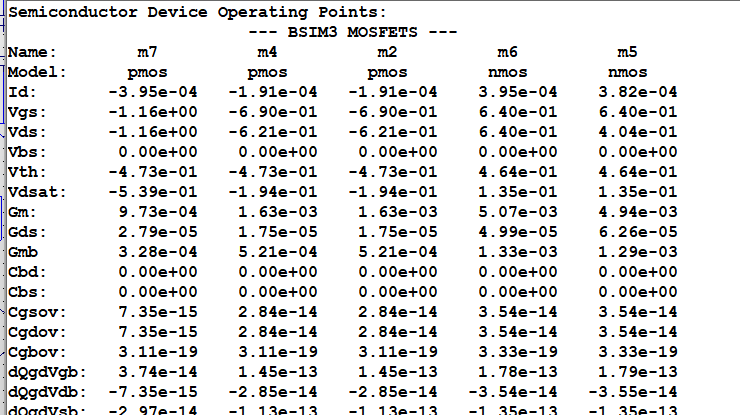 Semiconductor Device Operating Points:
--- BSIM3 MOSFETS ---
Name: m7 m4 m2 m6 m5
Model: pmos pmos pmos nmos nmos
Id: -3.95e-04 -1.91e-04 -1.91e-04 3.95e-04 3.82e-04
Vgs: -1.16e+00 -6.90e-01 -6.90e-01 6.40e-01 6.40e-01
Vds: -1.16e+00 -6.21e-01 -6.21e-01 6.40e-01 4.04e-01
Vbs: 0.00e+00 0.00e+00 0.00e+00 0.00e+00 0.00e+00
Vth: -4.73e-01 -4.73e-01 -4.73e-01 4.64e-01 4.64e-01
Vdsat: -5.39e-01 -1.94e-01 -1.94e-01 1.35e-01 1.35e-01
Gm: 9.73e-04 1.63e-03 1.63e-03 5.07e-03 4.94e-03
Gds: 2.79e-05 1.75e-05 1.75e-05 4.99e-05 6.26e-05
Gmb 3.28e-04 5.21e-04 5.21e-04 1.33e-03 1.29e-03
Cbd: 0.00e+00 0.00e+00 0.00e+00 0.00e+00 0.00e+00
Cbs: 0.00e+00 0.00e+00 0.00e+00 0.00e+00 0.00e+00
Cgsov: 7.35e-15 2.84e-14 2.84e-14 3.54e-14 3.54e-14
Cgdov: 7.35e-15 2.84e-14 2.84e-14 3.54e-14 3.54e-14
Cgbov: 3.11e-19 3.11e-19 3.11e-19 3.33e-19 3.33e-19
dQgdVgb: 3.74e-14 1.45e-13 1.45e-13 1.78e-13 1.79e-13
dQgdVdb: -7.35e-15 -2.85e-14 -2.85e-14 -3.54e-14 -3.55e-14
dQgdVsb: -2.97e-14 -1.13e-13 -1.13e-13 -1.35e-13 -1.35e-13